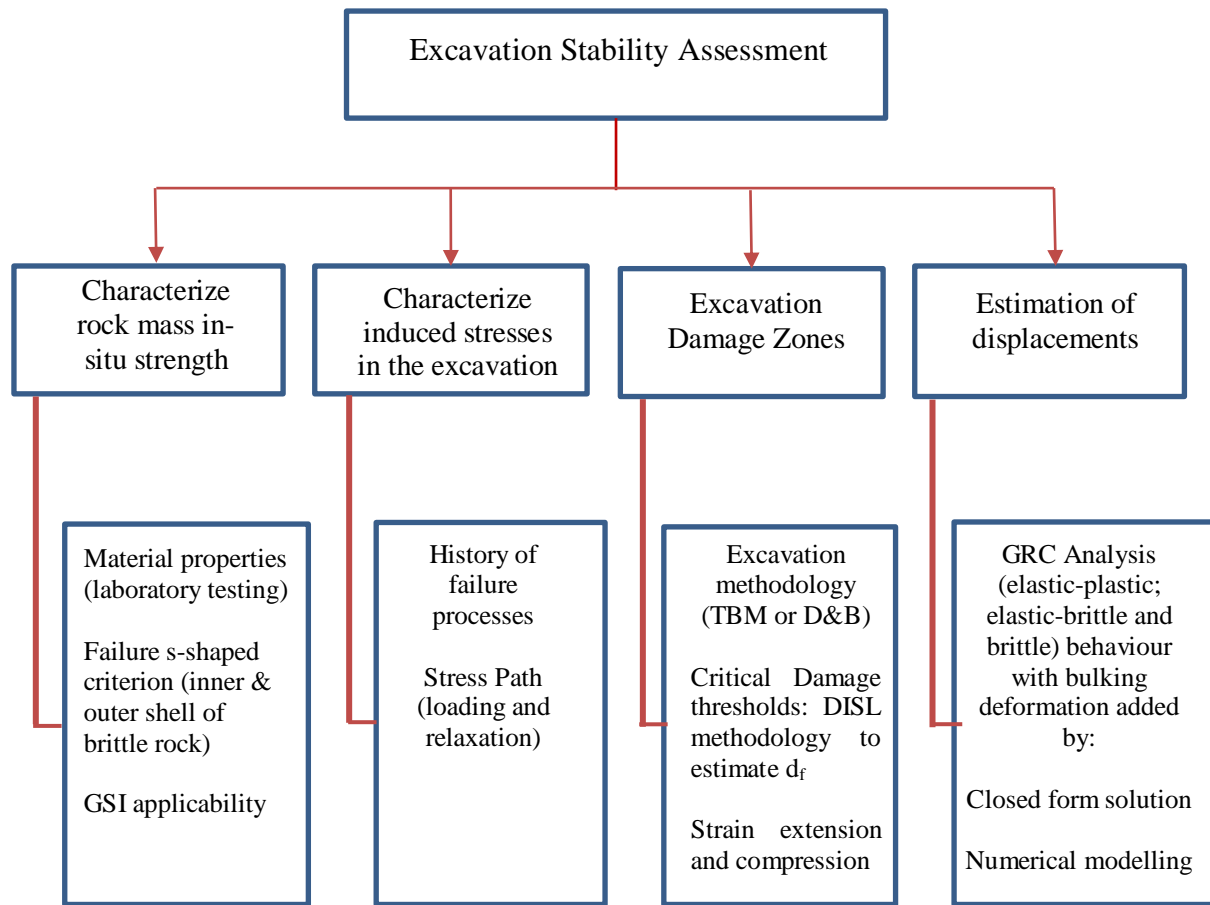 Excavation Stability Assessment
Characterize
rock mass in-
situ strength
Characterize
induced stresses
in the excavation
Excavation
Damage Zones
Estimation of
displacements
Material properties
(laboratory testing)
Failure s-shaped
criterion (inner &
outer shell of
brittle rock)
GSI applicability
History of
failure
processes
Stress Path
(loading and
relaxation)
Excavation
methodology
(TBM or D&B)
Critical Damage
thresholds: DISL
methodology to
estimate df
Strain extension
and compression
GRC Analysis
(elastic-plastic;
elastic-brittle and
brittle) behaviour
with bulking
deformation added
by:
Closed form solution
Numerical modelling